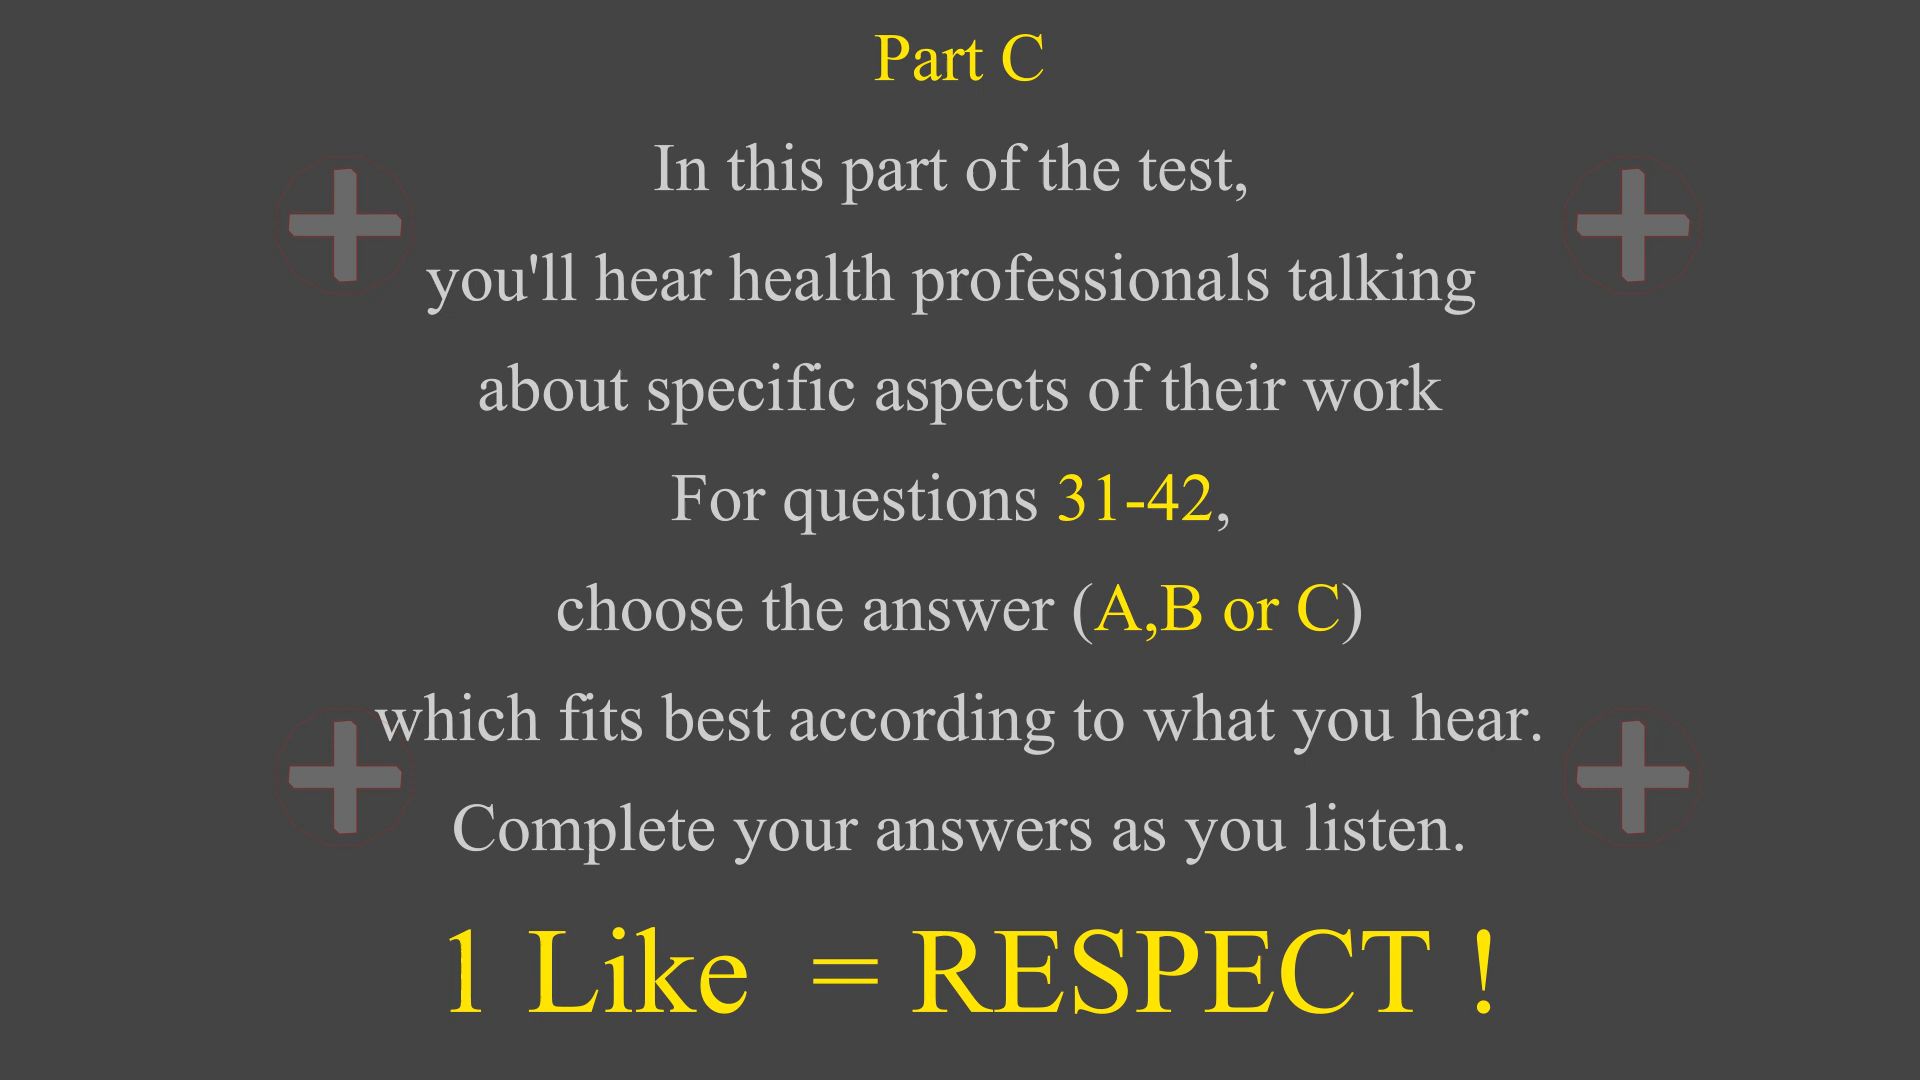 Part C
In this part of the test,
you'll hear health professionals talking
about specific aspects of their work
For questions 31-42,
choose the answer (A,B or C)
which fits best according to what you hear.
Complete your answers as you listen.
1 Like = RESPECT !